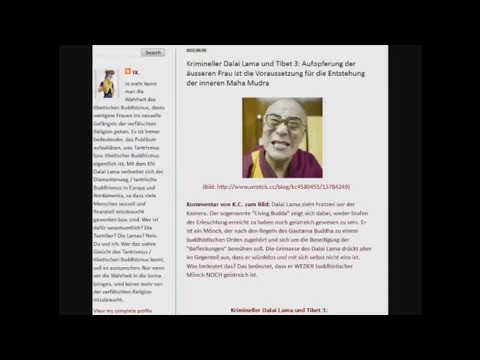 Search
TK.
Je mehr kennt
man die
Wahrheit des
tibetischen Buddhismus, desto
wenigere Frauen ins sexuelle
Gefängnis der verfälschten
Religion gehen. Es ist immer
bedeutender, das Publikum
aufzuklären, was Tantrismus
bzw. tibetischer Buddhismus
eigentlich ist. Mit dem XIV.
Dalai Lama verbreitet sich der
Diamantenweg / tantrische
Buddhismus in Europa und
Nordamerika, so dass viele
Menschen sexuell und
finanziell missbraucht
geworden bzw. sind. Wer ist
dafür verantwortlich? Die
Tantriker? Die Lamas? Nein.
Du und ich. Wer das wahre
Gesicht des Tantrismus /
tibetischen Buddhismus kennt,
soll es aussprechen. Nur wenn
wir die Wahrheit in die Sonne
bringen, wird keiner mehr von
der verfälschten Religion
missbraucht.
View my complete profile
Krimineller Dalai Lama und Tibet 3: Aufopferung der
äusseren Frau ist die Voraussetzung für die Entstehung
der inneren Maha Mudra
(Bild: http://www.wretch.cc/blog/kc4580455/12784249)
Kommentar von K.C. zum Bild: Dalai Lama zieht Fratzen vor der
Kamera. Der sogenannte "Living Budda" zeigt sich dabei, weder Stufen
der Erleuchtung erreicht zu haben noch geistreich gewesen zu sein. Er
ist ein Mönch, der nach den Regeln des Gautama Buddha zu einem
buddhistischen Orden zugehört und sich um die Beseitigung der
"Befleckungen" bemühen soll. Die Grimasse des Dalai Lama drückt aber
im Gegenteil aus, dass er würdelos und mit sich selbst nicht eins ist.
Was bedeutet das? Das bedeutet, dass er WEDER buddhistischer
Mönch NOCH geistreich ist.
Krimineller Dalai Lama und Tibet 3: